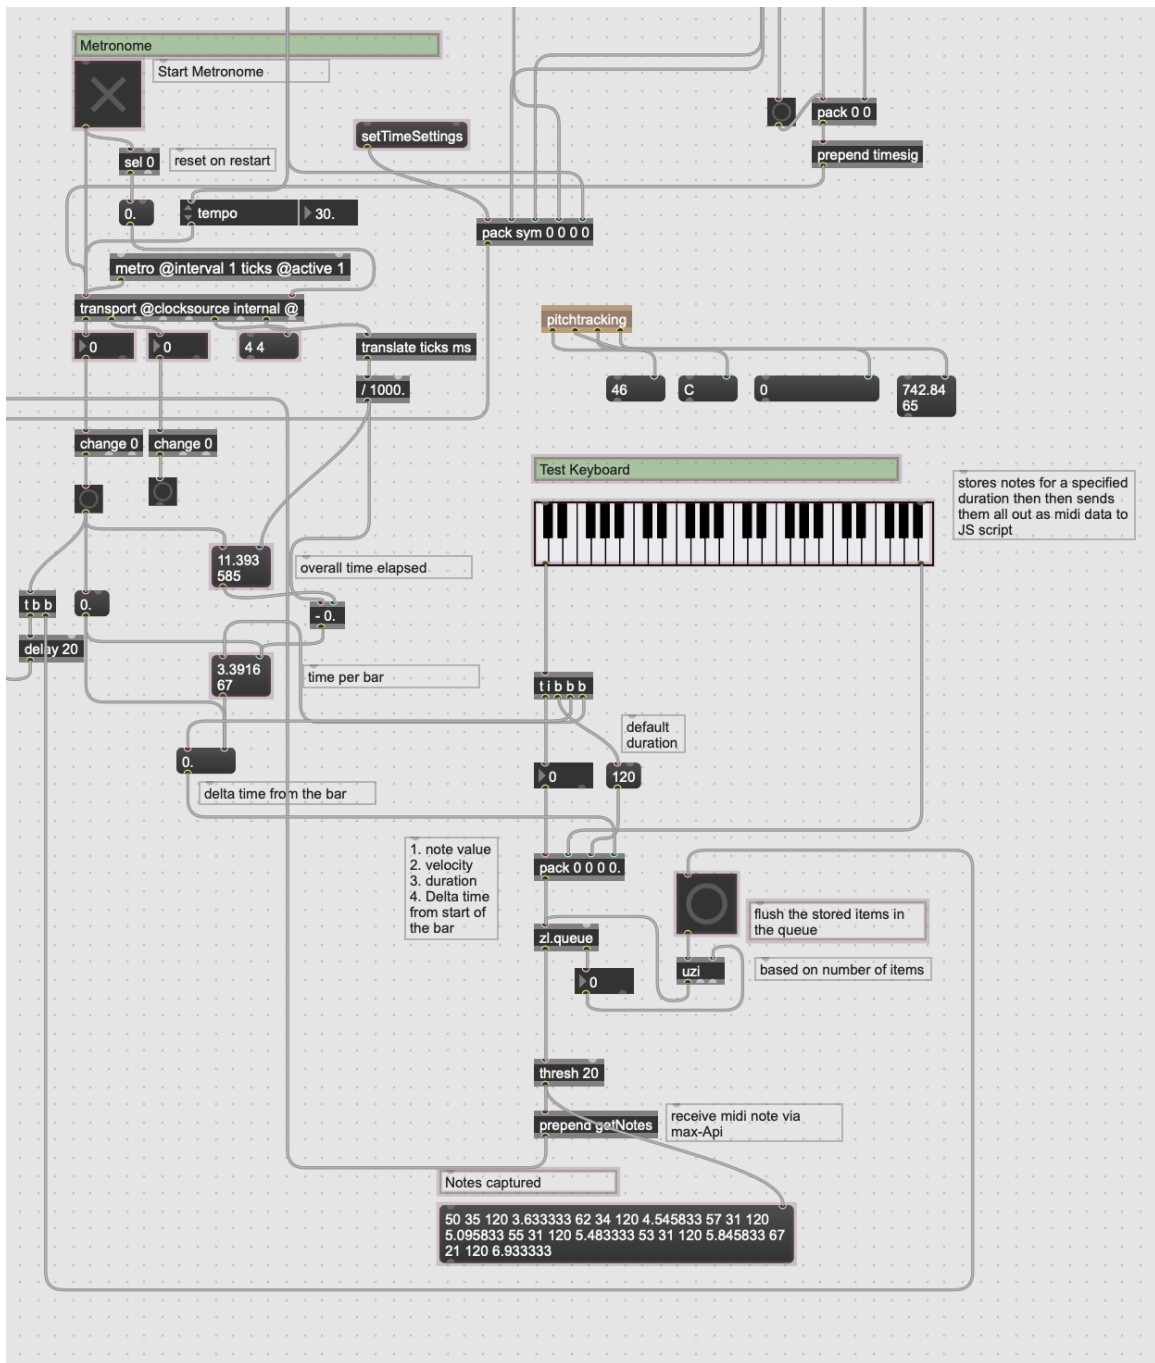 Metronome
Start Metronome
setTimeSettings
pack 0 0
sel 0
reset on restart
prepend timesig
0.
tempo
30.
pack sym 0 0 0 0
metro @interval 1 ticks @active 1
transport @clocksource internal @
pitchtracking
0
0
4 4
translate ticks ms
/ 1000.
46
C
0
742.84
65
change 0
change 0
Test Keyboard
stores notes for a specified
duration then then sends
them all out as midi data to
JS script
11.393
585
overall time elapsed
t b b
0.
- 0.
delay 20
3.3916
67
time per bar
t i b b b
default
duration
0.
0
120
delta time from the bar
1. note value
2. velocity
3. duration
4. Delta time
from start of
the bar
pack 0 0 0 0.
flush the stored items in
the queue
zl.queue
uzi
based on number of items
0
thresh 20
prepend getNotes
receive midi note via
max-Api
Notes captured
50 35 120 3.633333 62 34 120 4.545833 57 31 120
5.095833 55 31 120 5.483333 53 31 120 5.845833 67
21 120 6.933333